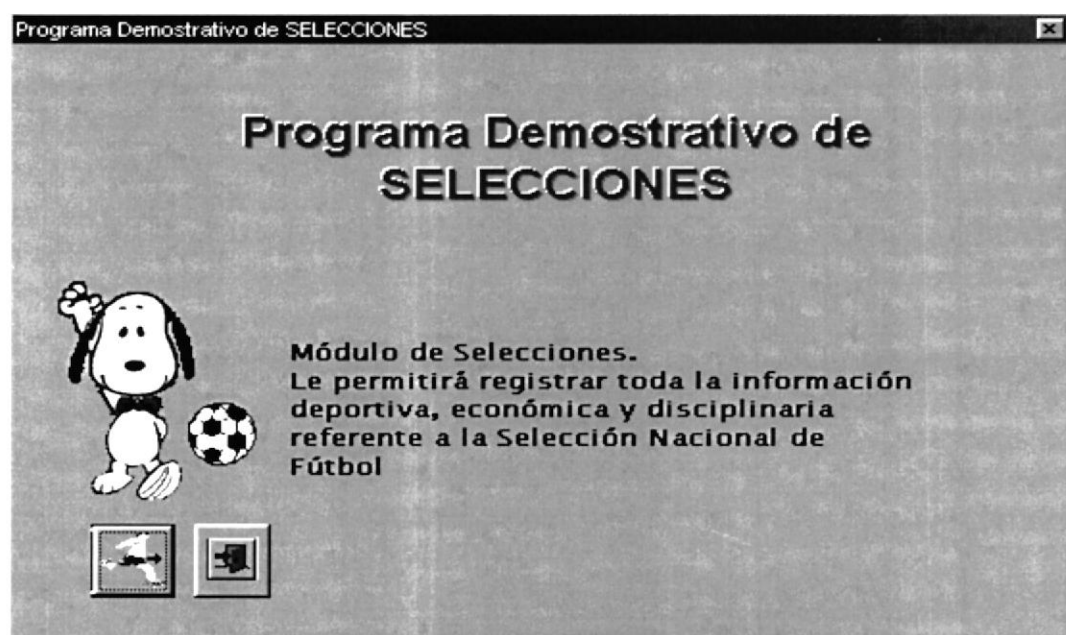 Programa Demostrativo de SELECCIONES
Programa Demostrativo de
SELECCIONES
Módulo de Selecciones.
Le permitirá registrar toda la información
deportiva, económica y disciplinaria
referente a la Selección Nacional de
Fútbol